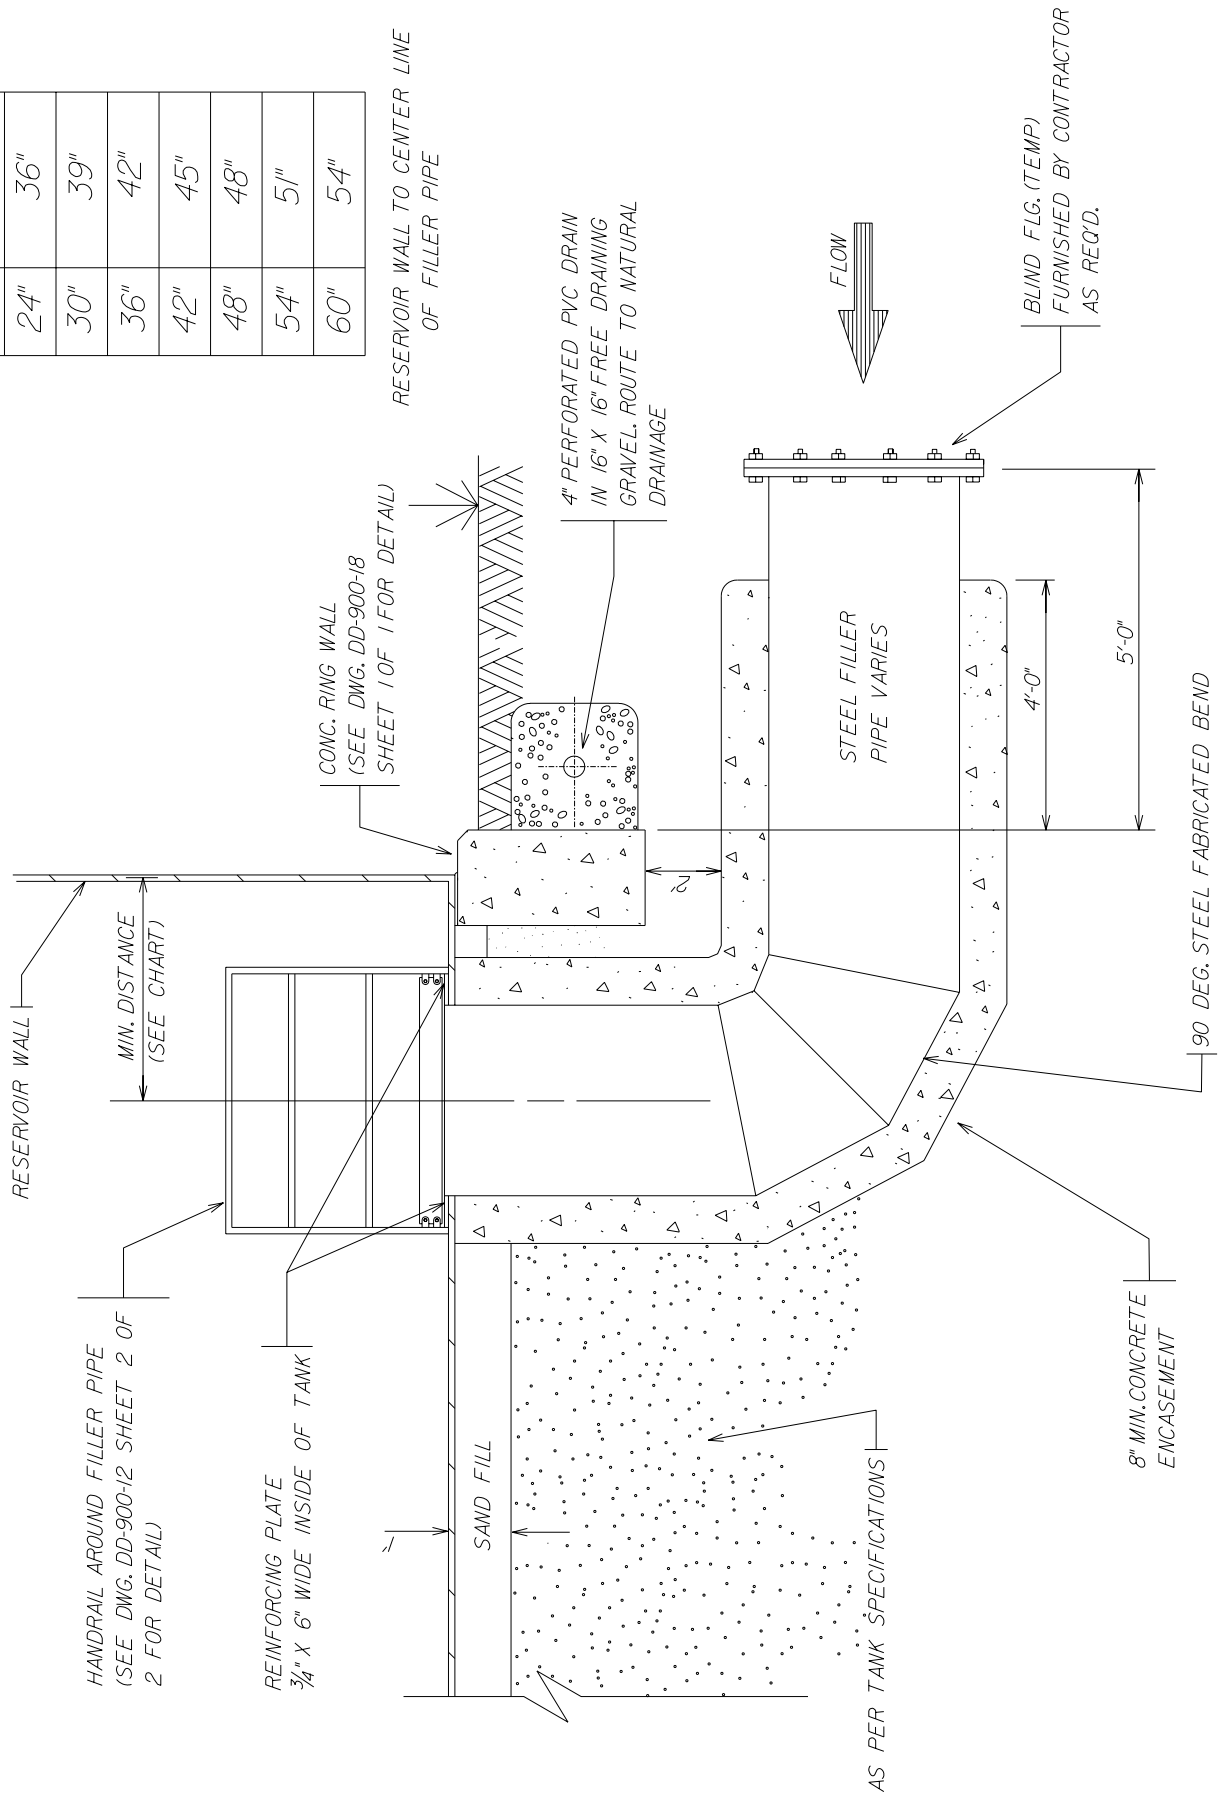 24" 36"
30" 39"
36" 42"
42" 45"
48" 48"
54" 51"
60" 54"
RESERVOIR WALL TO CENTER LINE
OF FILLER PIPE
RESERVOIR WALL
MIN. DISTANCE
(SEE CHART)
HANDRAIL AROUND FILLER PIPE
(SEE DWG. DD-900-12 SHEET 2 OF
2 FOR DETAIL)
REINFORCING PLATE
3/4" X 6" WIDE INSIDE OF TANK
CONC. RING WALL
(SEE DWG. DD-900-18
SHEET 1 OF 1 FOR DETAIL)
4" PERFORATED PVC DRAIN
IN 16" X 16" FREE DRAINING
GRAVEL. ROUTE TO NATURAL
DRAINAGE
1'
SAND FILL
2'
FLOW
STEEL FILLER
PIPE VARIES
BLIND FLG. (TEMP)
FURNISHED BY CONTRACTOR
AS REQ'D.
4'-0"
5'-0"
AS PER TANK SPECIFICATIONS
8" MIN. CONCRETE
ENCASEMENT
90 DEG. STEEL FABRICATED BEND